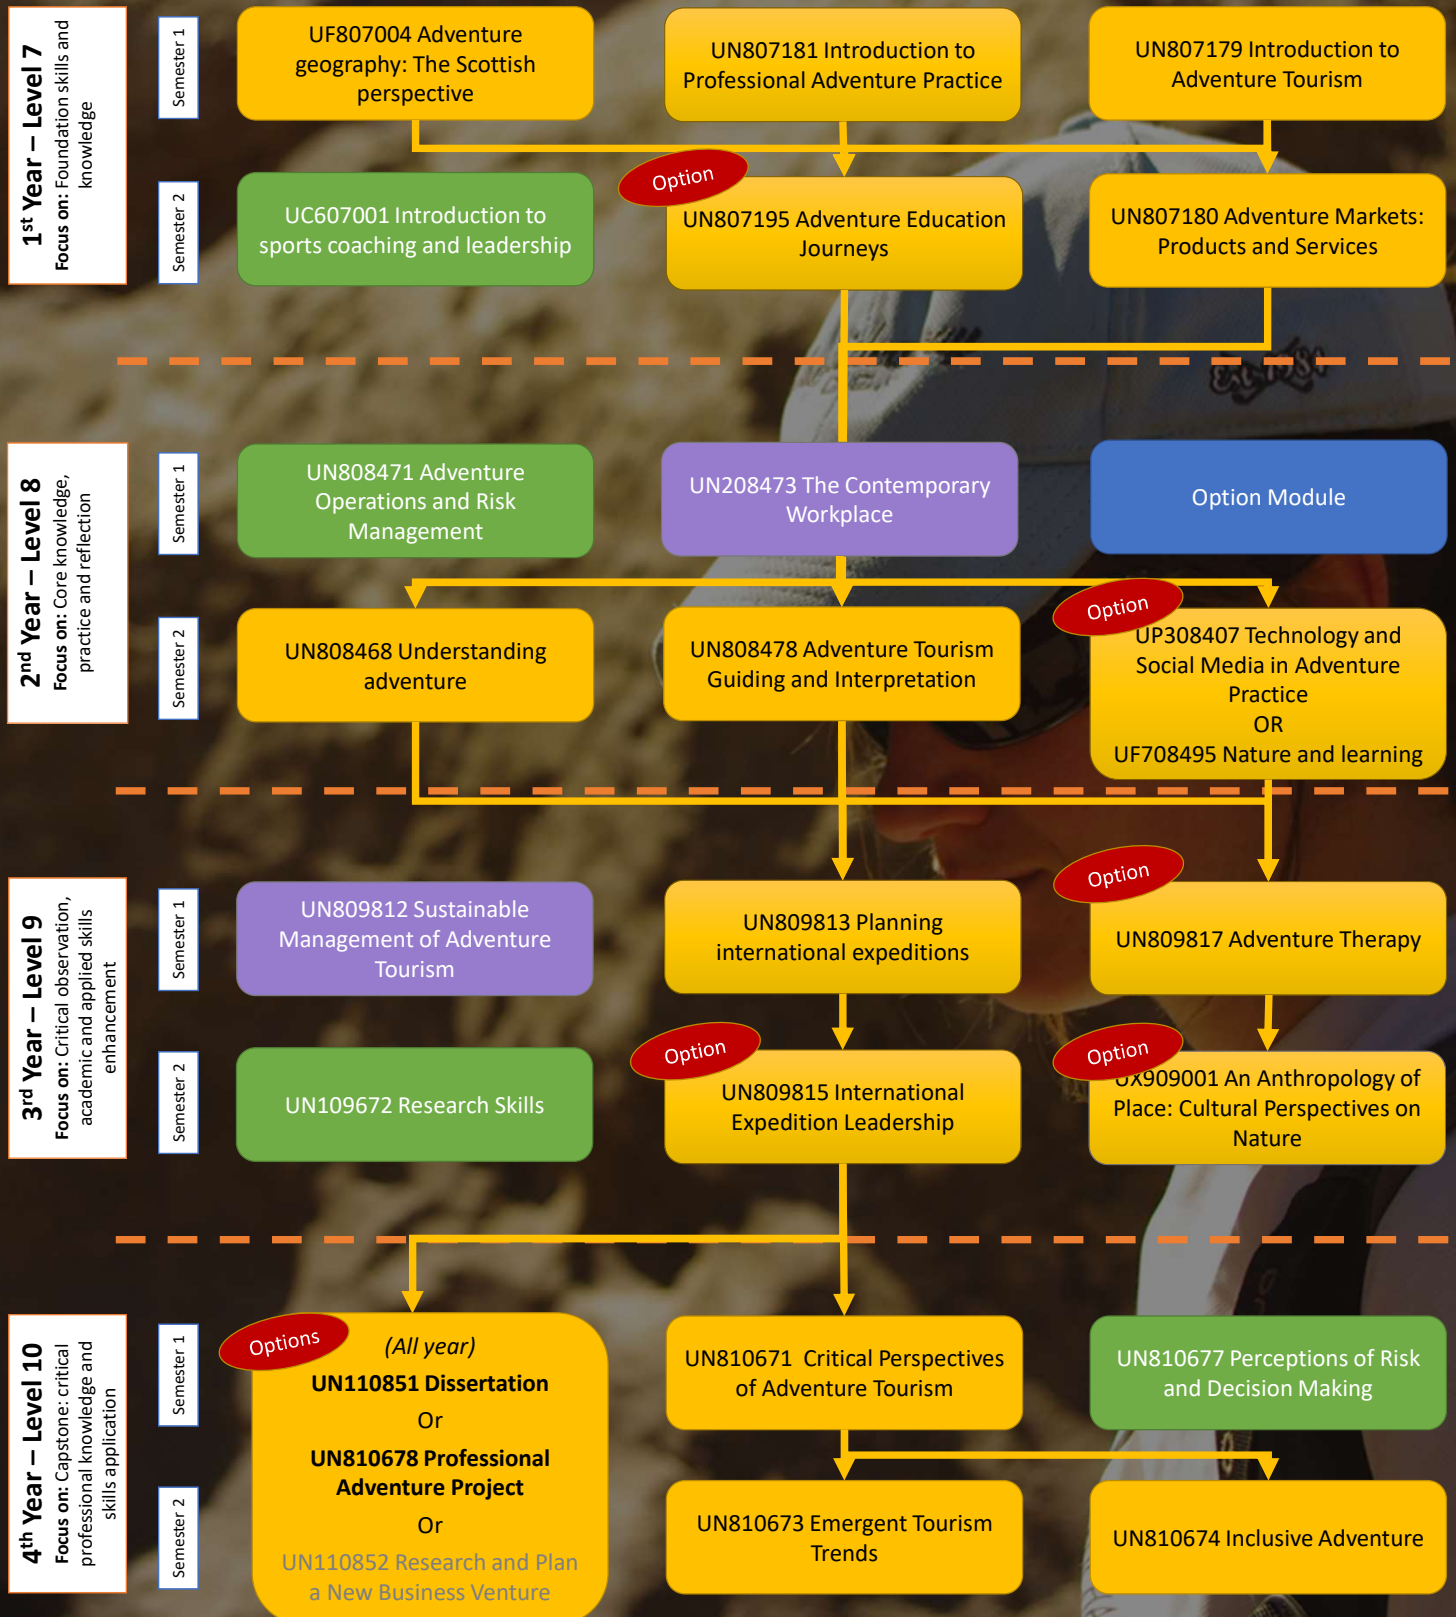 1st Year – Level 7
Focus on: Foundation skills and
knowledge
Semester 1
UF807004 Adventure
geography: The Scottish
perspective
UN807181 Introduction to
Professional Adventure Practice
UN807179 Introduction to
Adventure Tourism
Semester 2
UC607001 Introduction to
sports coaching and leadership
Option
UN807195 Adventure Education
Journeys
UN807180 Adventure Markets:
Products and Services
2nd Year – Level 8
Focus on: Core knowledge,
practice and reflection
Semester 1
UN808471 Adventure
Operations and Risk
Management
UN208473 The Contemporary
Workplace
Option Module
Semester 2
UN808468 Understanding
adventure
UN808478 Adventure Tourism
Guiding and Interpretation
Option
UP308407 Technology and
Social Media in Adventure
Practice
OR
UF708495 Nature and learning
3rd Year – Level 9
Focus on: Critical observation,
academic and applied skills
enhancement
Semester 1
UN809812 Sustainable
Management of Adventure
Tourism
UN809813 Planning
international expeditions
Option
UN809817 Adventure Therapy
Semester 2
UN109672 Research Skills
Option
UN809815 International
Expedition Leadership
Option
UX909001 An Anthropology of
Place: Cultural Perspectives on
Nature
4th Year – Level 10
Focus on: Capstone: critical
professional knowledge and
skills application
Semester 1
Options
(All year)
UN110851 Dissertation
Or
UN810678 Professional
Adventure Project
Or
UN110852 Research and Plan
a New Business Venture
UN810671 Critical Perspectives
of Adventure Tourism
UN810677 Perceptions of Risk
and Decision Making
Semester 2
UN810673 Emergent Tourism
Trends
UN810674 Inclusive Adventure